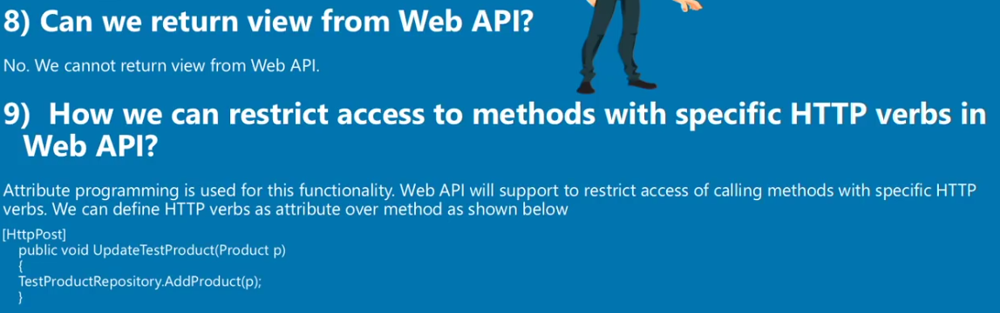 8) Can we return view from Web API?
No. We cannot return view from Web API.
9) How we can restrict access to methods with specific HTTP verbs in
Web API?
Attribute programming is used for this functionality. Web API will support to restrict access of calling methods with specific HTTP
verbs. We can define HTTP verbs as attribute over method as shown below
[HttpPost]
public void UpdateTestProduct(Product p)
{
TestProductRepository.AddProduct(p);
}